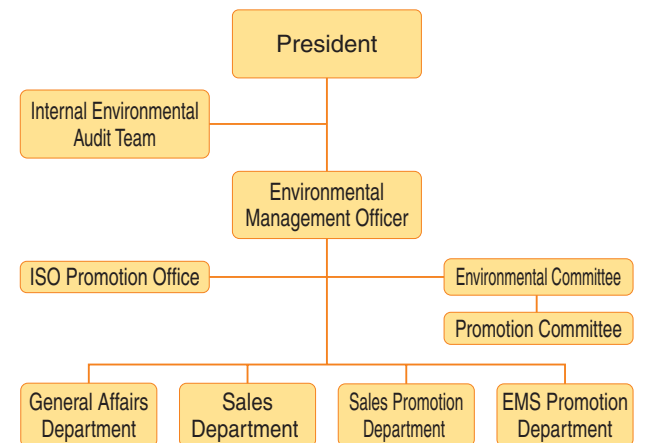 President
Internal Environmental
Audit Team
Environmental
Management Officer
ISO Promotion Office
Environmental Committee
Promotion Committee
General Affairs
Department
Sales
Department
Sales Promotion
Department
EMS Promotion
Department